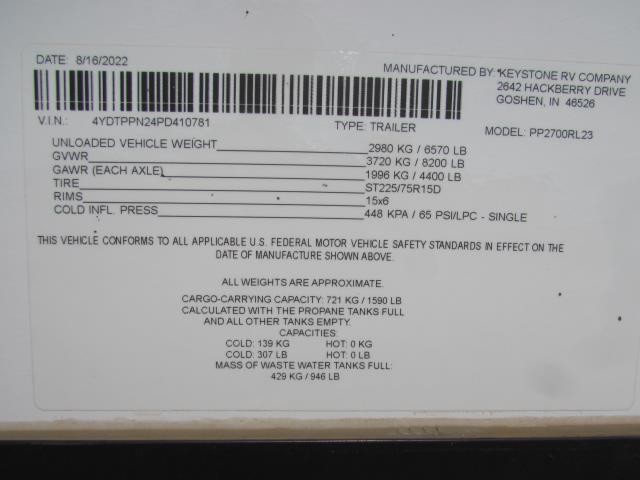 DATE: 8/16/2022
MANUFACTURED BY: KEYSTONE RV COMPANY
2642 HACKBERRY DRIVE
GOSHEN, IN 46526
V.I.N.: 4YDTPPN24PD410781
TYPE: TRAILER
MODEL: PP2700RL23
UNLOADED VEHICLE WEIGHT 2980 KG / 6570 LB
GVWR 3720 KG / 8200 LB
GAWR (EACH AXLE) 1996 KG / 4400 LB
TIRE ST225/75R15D
RIMS 15x6
COLD INFL. PRESS 448 KPA / 65 PSI/LPC - SINGLE
THIS VEHICLE CONFORMS TO ALL APPLICABLE U.S. FEDERAL MOTOR VEHICLE SAFETY STANDARDS IN EFFECT ON THE
DATE OF MANUFACTURE SHOWN ABOVE.
ALL WEIGHTS ARE APPROXIMATE.
CARGO-CARRYING CAPACITY: 721 KG / 1590 LB
CALCULATED WITH THE PROPANE TANKS FULL
AND ALL OTHER TANKS EMPTY.
CAPACITIES:
COLD: 139 KG HOT: 0 KG
COLD: 307 LB HOT: 0 LB
MASS OF WASTE WATER TANKS FULL:
429 KG / 946 LB